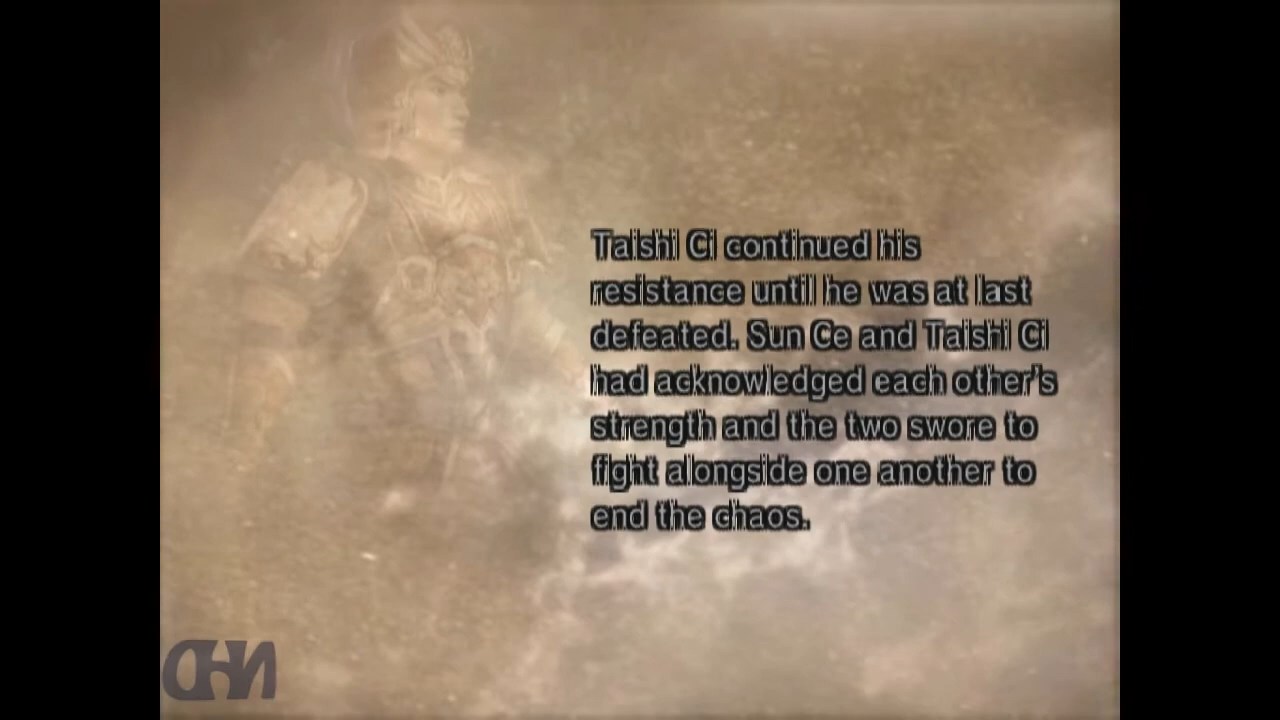 Taishi Ci continued his
resistance until he was at last
defeated. Sun Ce and Taishi Ci
had acknowledged each other's
strength and the two swore to
fight alongside one another to
end the chaos.